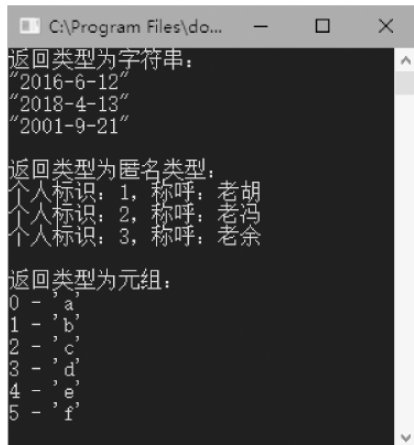 C:\Program Files\do...
返回类型为字符串：
"2016-6-12"
"2018-4-13"
"2001-9-21"
返回类型为匿名类型：
个人标识：1，称呼：老胡
个人标识：2，称呼：老冯
个人标识：3，称呼：老余
返回类型为元组：
0 - 'a'
1 - 'b'
2 - 'c'
3 - 'd'
4 - 'e'
5 - 'f'